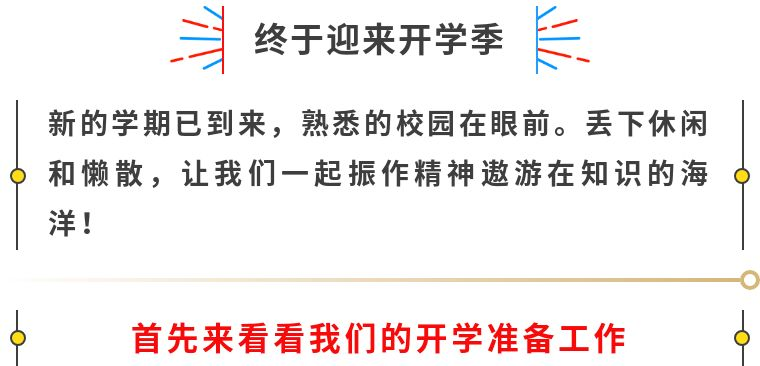 终于迎来开学季
新的学期已到来，熟悉的校园在眼前。丢下休闲
和懒散，让我们一起振作精神遨游在知识的海
洋！
首先来看看我们的开学准备工作